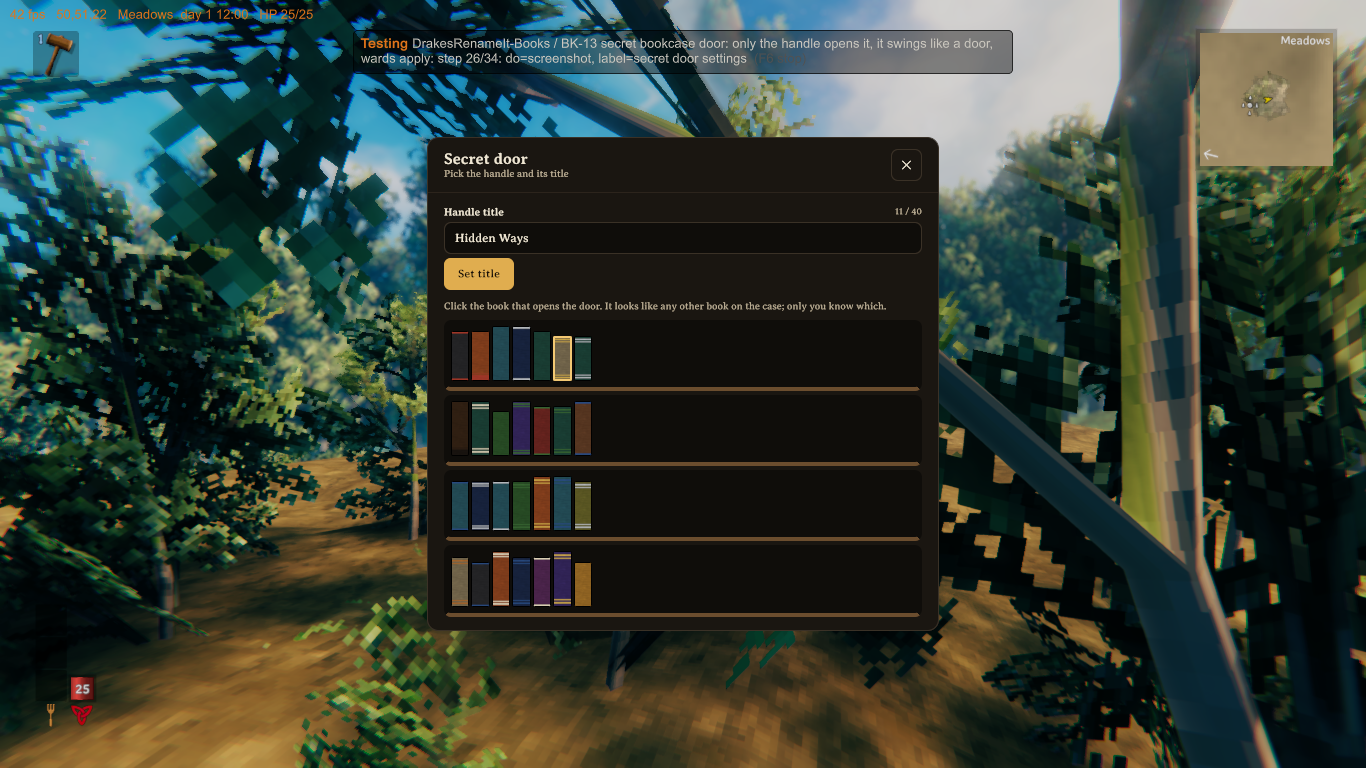 Meadows day 1 12:00 HP 25/25
1
Testing DrakesRenameIt-Books / BK-13 secret bookcase door: only the handle opens it, it swings like a door,
wards apply: step 26/34: do=screenshot, label=secret door settings
Meadows
Secret door
Pick the handle and its title
Handle title
11 / 40
Hidden Ways
Set title
Click the book that opens the door. It looks like any other book on the case; only you know which.
25